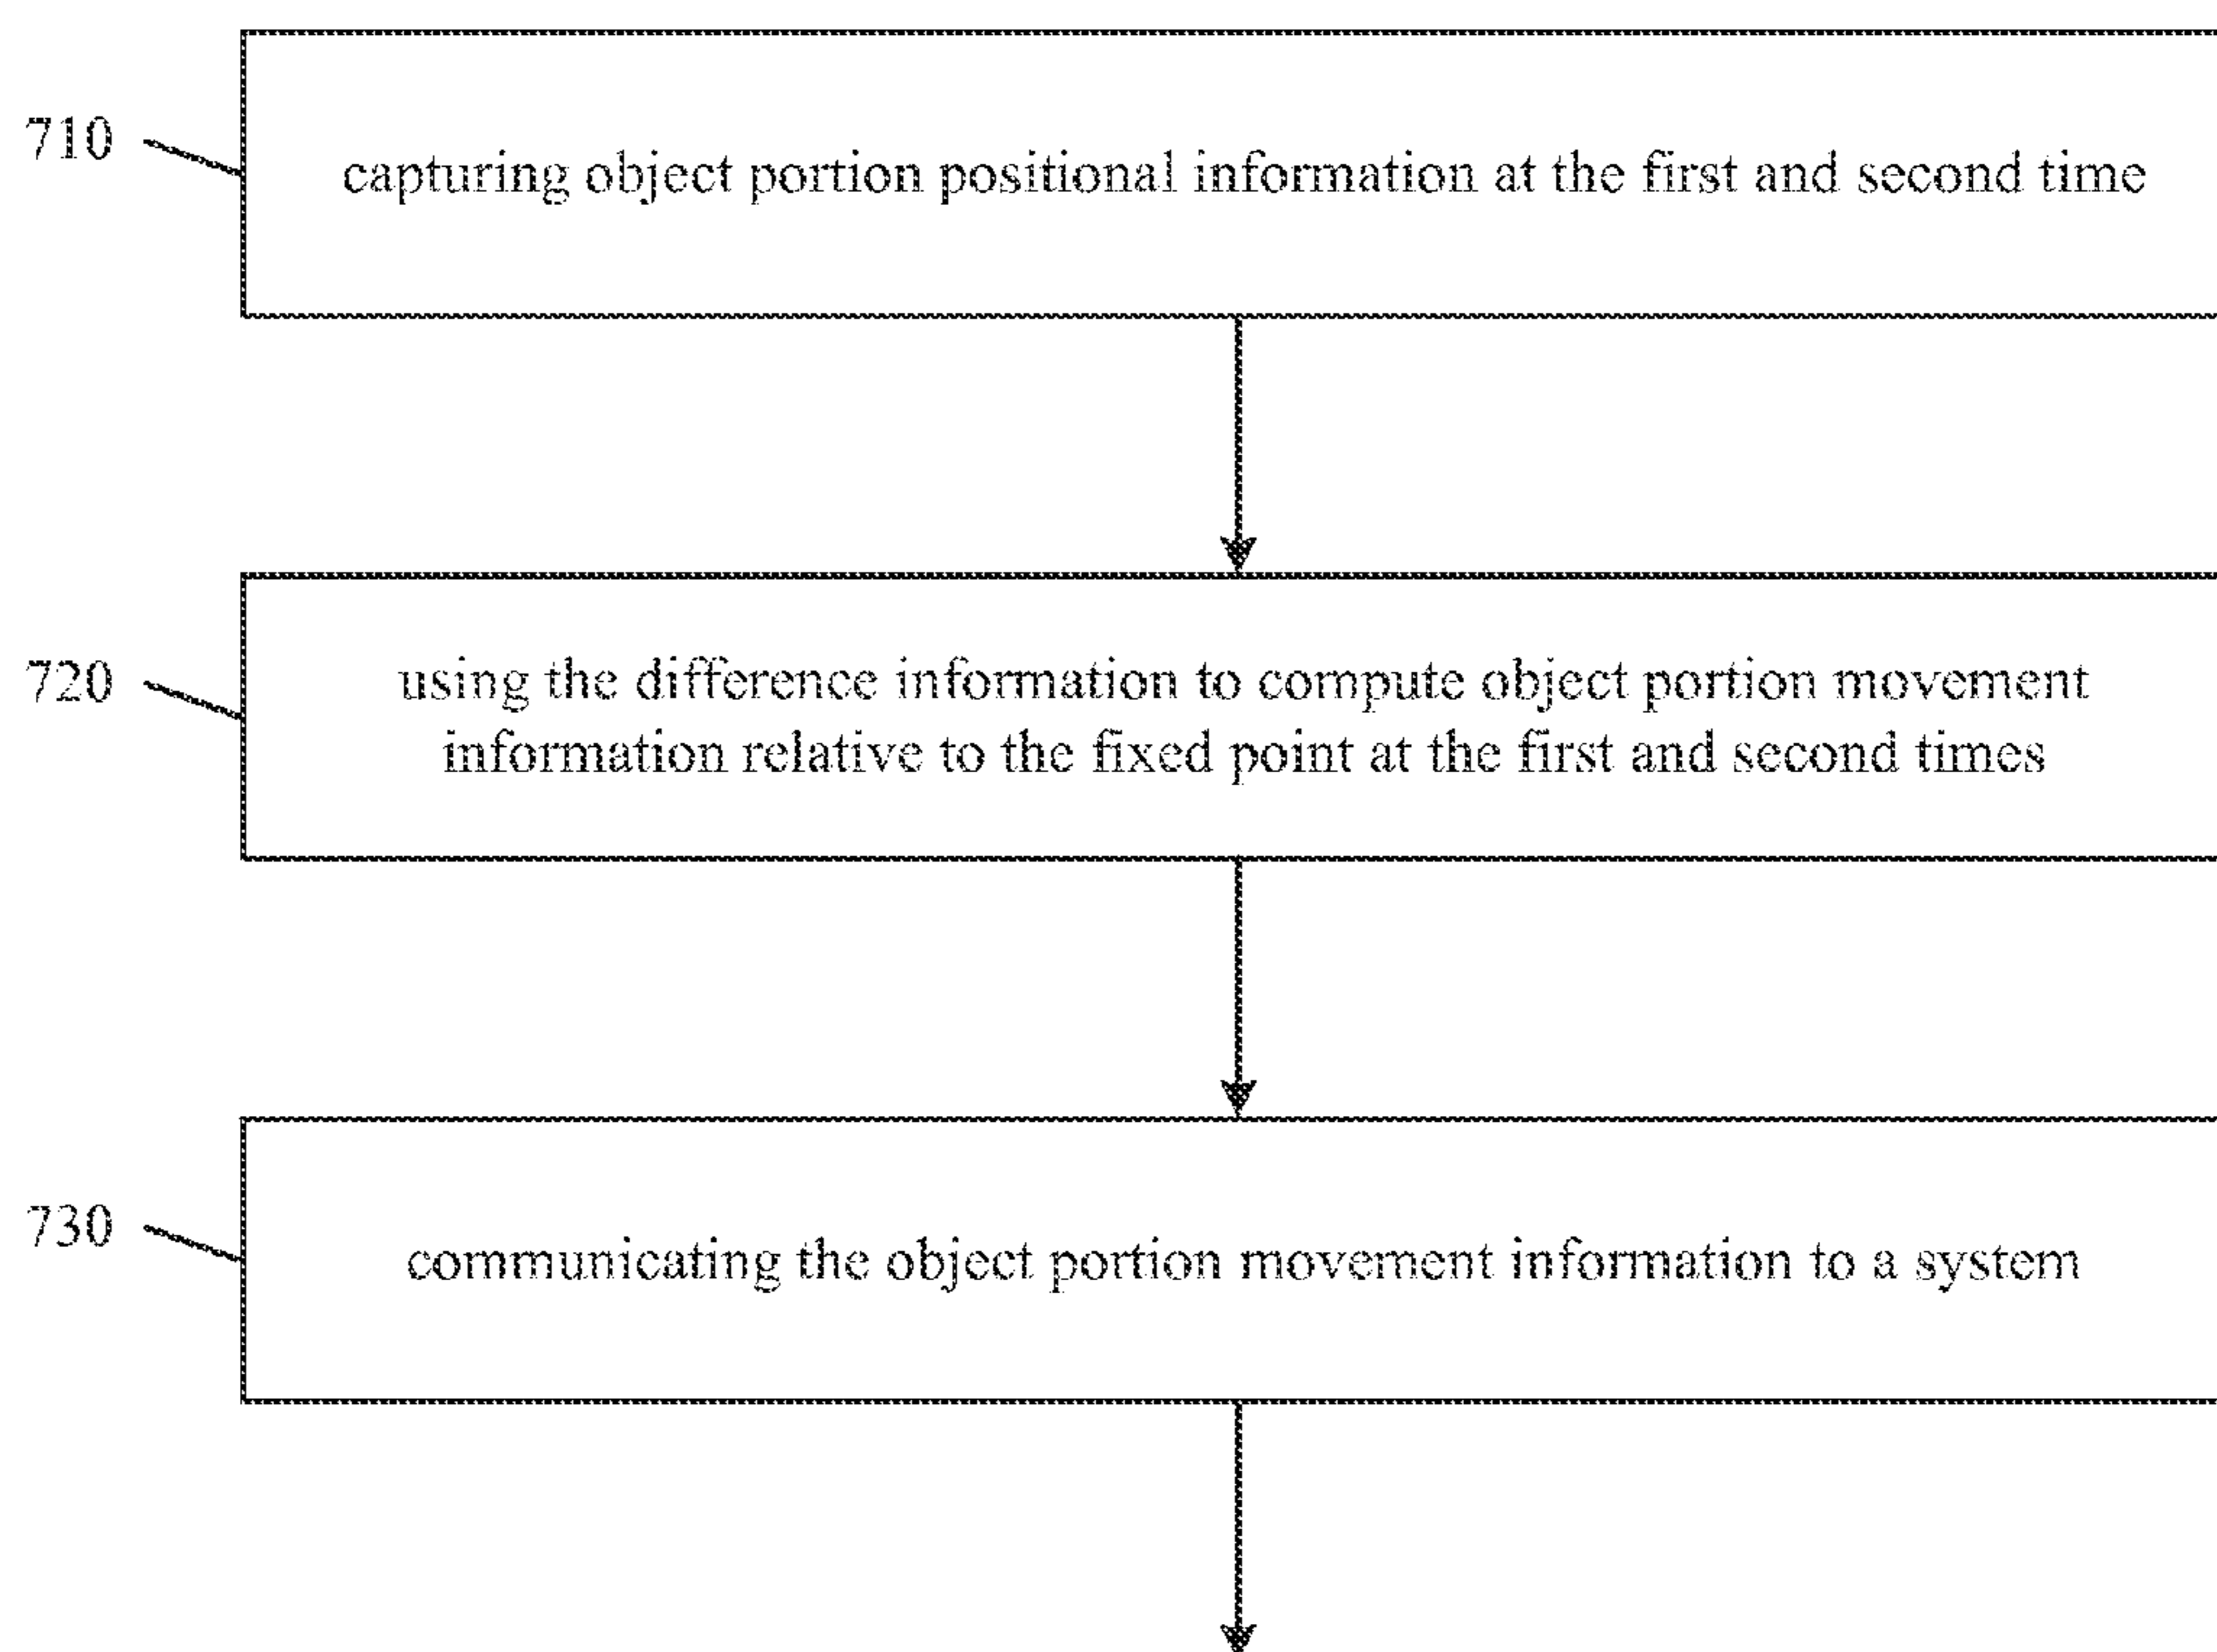 710
capturing object portion positional information at the first and second time
720
using the difference information to compute object portion movement
information relative to the fixed point at the first and second times
730
communicating the object portion movement information to a system